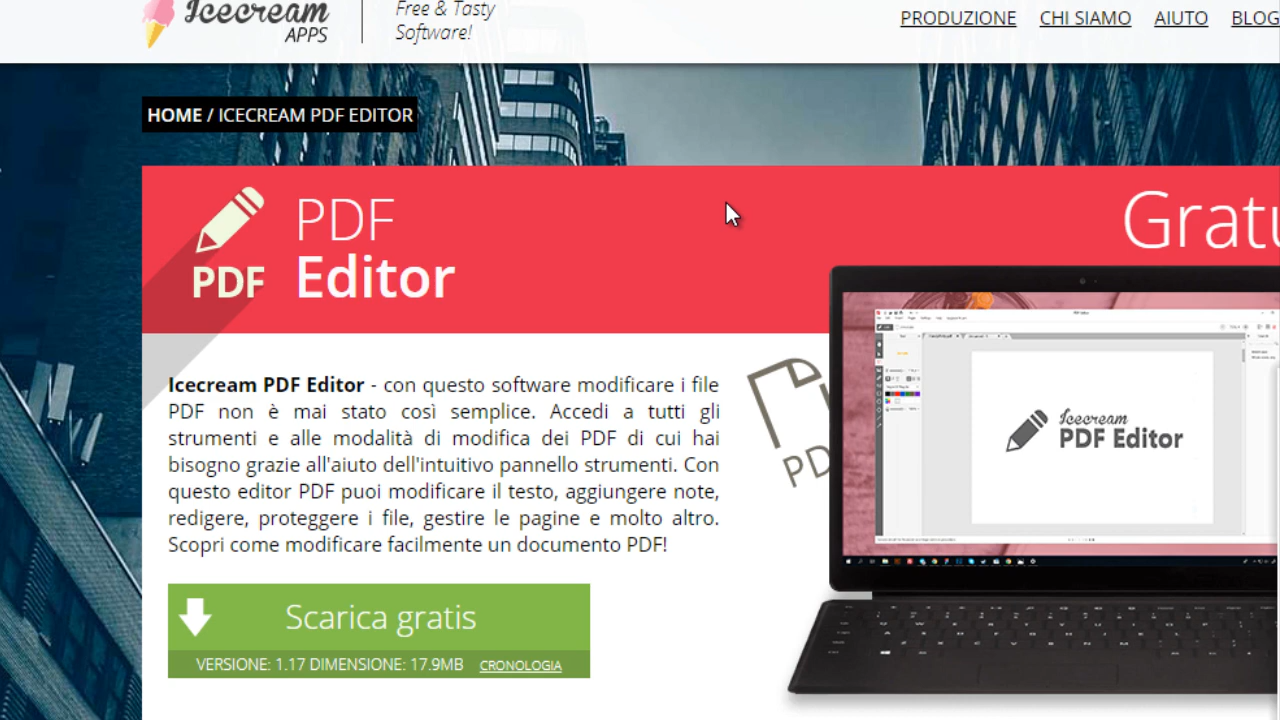 Icecream
APPS
Free & Tasty
Software!
PRODUZIONE CHI SIAMO AIUTO BLOG
HOME / ICECREAM PDF EDITOR
PDF
PDF
Editor
Gratu
Icecream PDF Editor - con questo software modificare i file
PDF non è mai stato così semplice. Accedi a tutti gli
strumenti e alle modalità di modifica dei PDF di cui hai
bisogno grazie all'aiuto dell'intuitivo pannello strumenti. Con
questo editor PDF puoi modificare il testo, aggiungere note,
redigere, proteggere i file, gestire le pagine e molto altro.
Scopri come modificare facilmente un documento PDF!
PD
Icecream
PDF Editor
Scarica gratis
VERSIONE: 1.17 DIMENSIONE: 17.9MB CRONOLOGIA